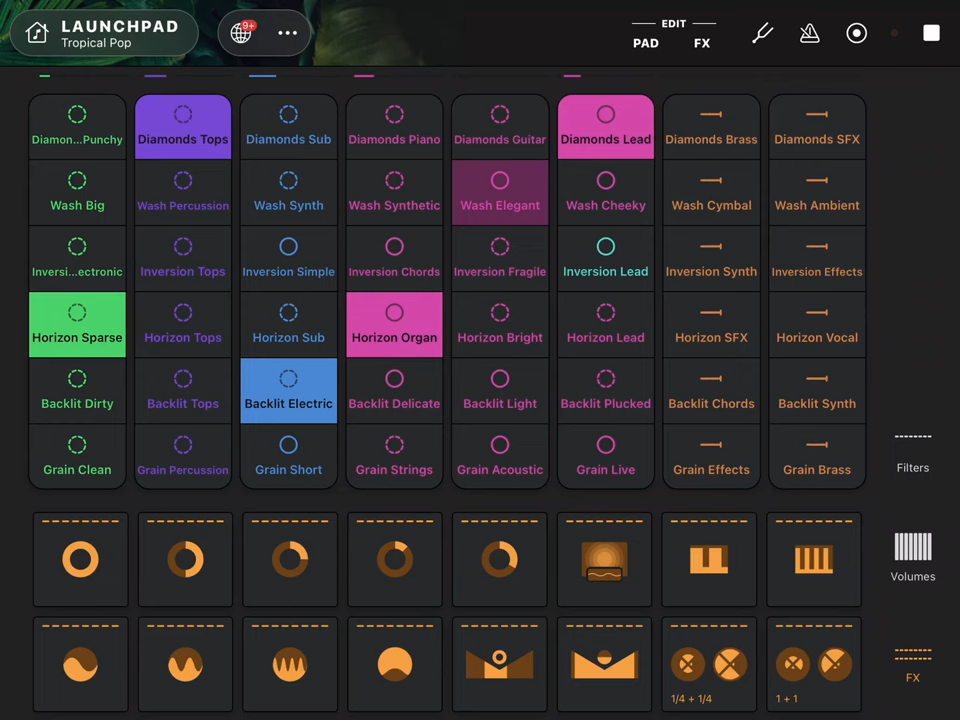 LAUNCHPAD
Tropical Pop
9+
EDIT
PAD FX
Diamon...Punchy Diamonds Tops Diamonds Sub Diamonds Piano Diamonds Guitar Diamonds Lead Diamonds Brass Diamonds SFX
Wash Big Wash Percussion Wash Synth Wash Synthetic Wash Elegant Wash Cheeky Wash Cymbal Wash Ambient
Inversi...ectronic Inversion Tops Inversion Simple Inversion Chords Inversion Fragile Inversion Lead Inversion Synth Inversion Effects
Horizon Sparse Horizon Tops Horizon Sub Horizon Organ Horizon Bright Horizon Lead Horizon SFX Horizon Vocal
Backlit Dirty Backlit Tops Backlit Electric Backlit Delicate Backlit Light Backlit Plucked Backlit Chords Backlit Synth
Grain Clean Grain Percussion Grain Short Grain Strings Grain Acoustic Grain Live Grain Effects Grain Brass
Filters
Volumes
FX
1/4 + 1/4 1 + 1